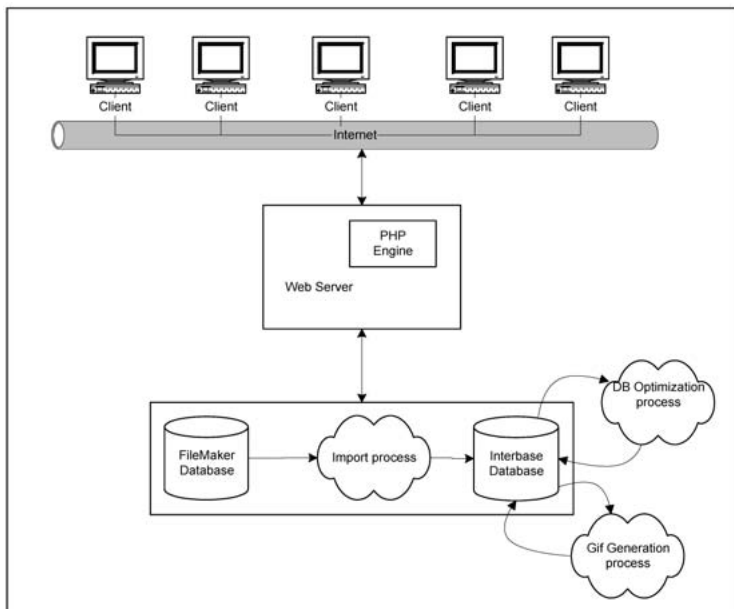 Client Client Client Client Client
Internet
PHP
Engine
Web Server
DB Optimization
process
FileMaker
Database
Import process
Interbase
Database
Gif Generation
process